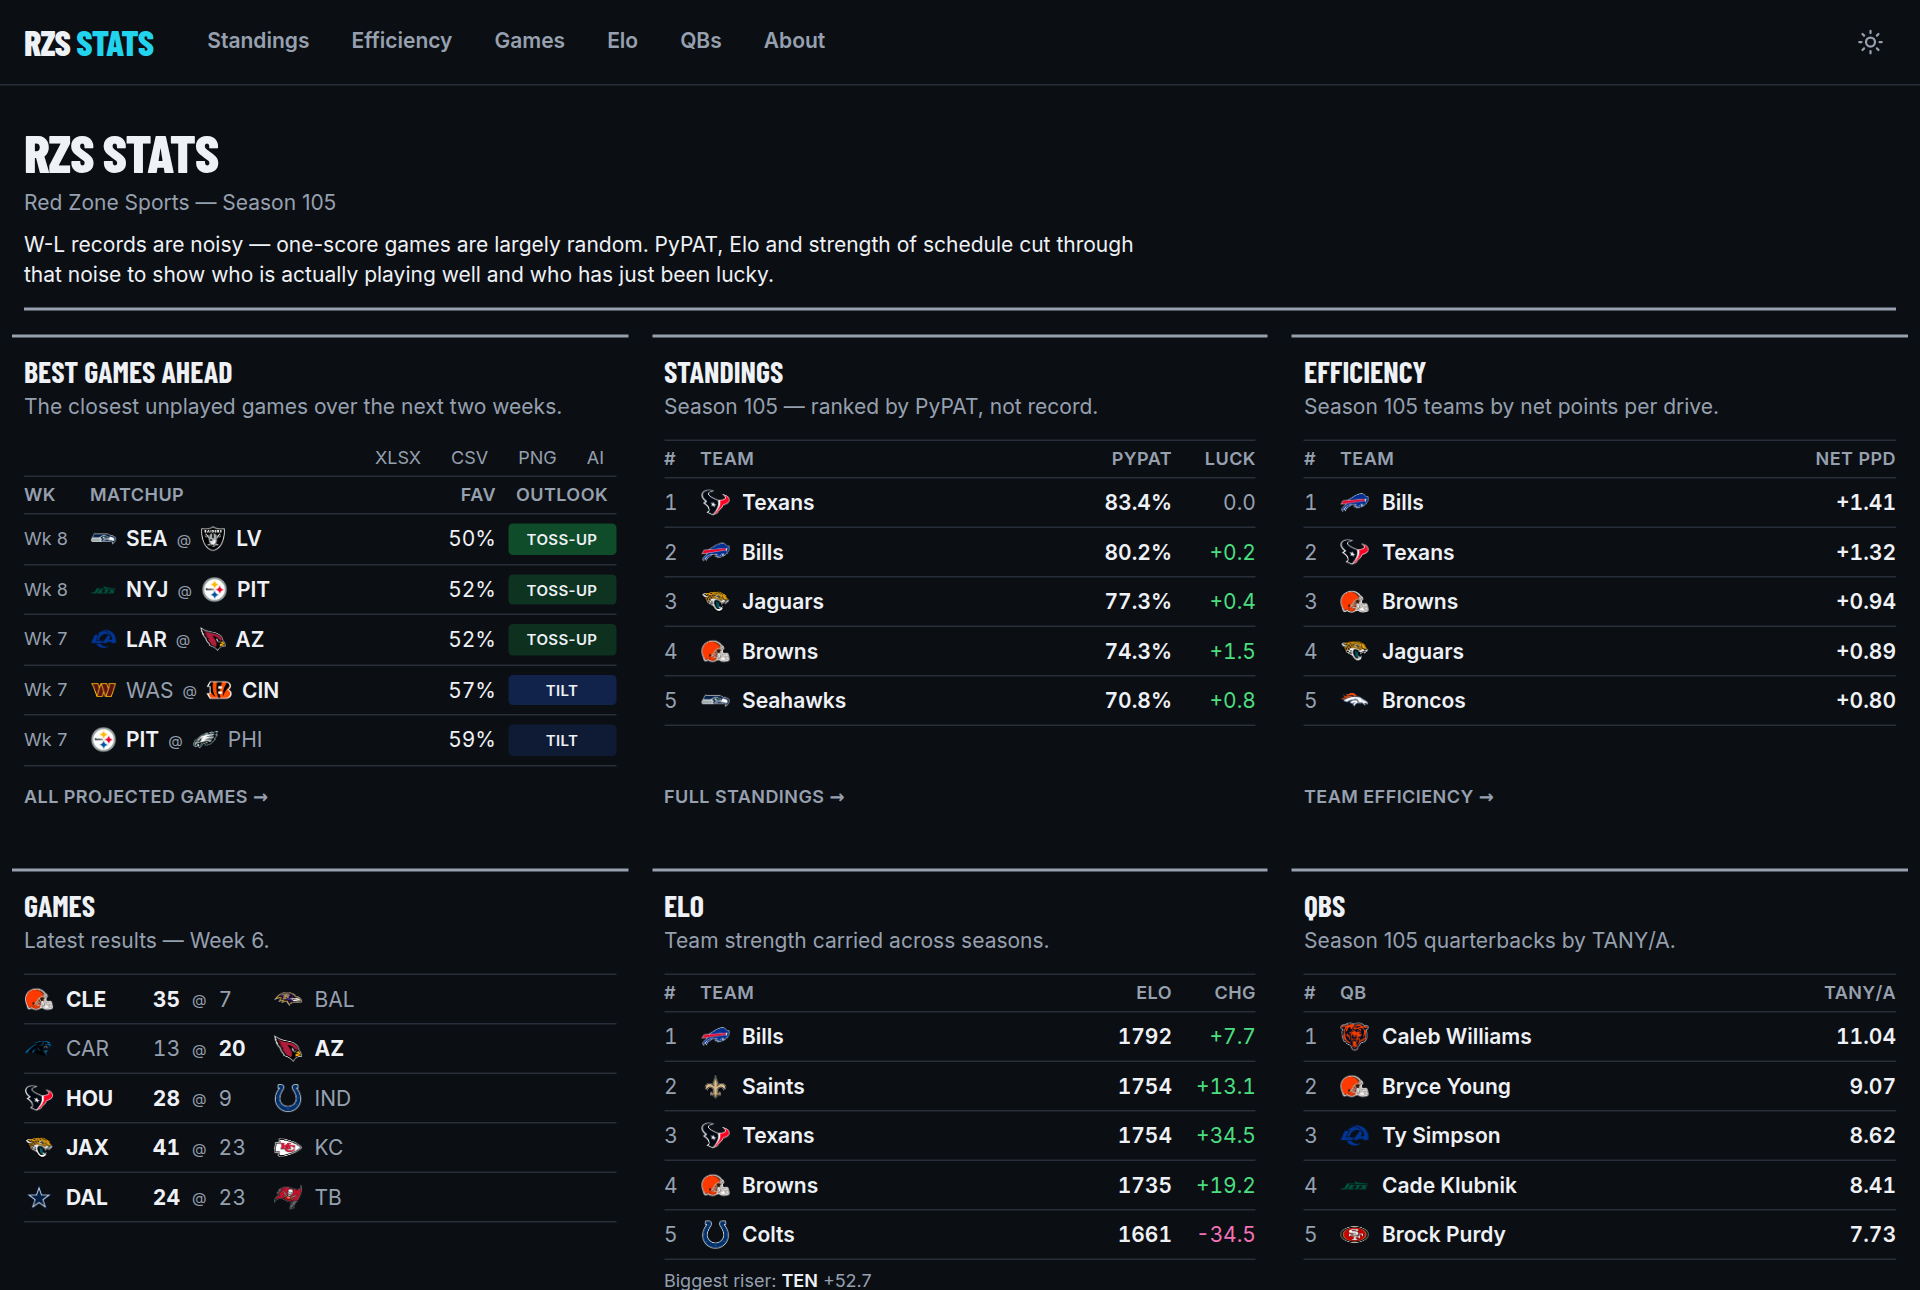 RZS STATS
Standings Efficiency Games Elo QBs About
RZS STATS
Red Zone Sports — Season 105
W-L records are noisy — one-score games are largely random. PyPAT, Elo and strength of schedule cut through
that noise to show who is actually playing well and who has just been lucky.
BEST GAMES AHEAD
The closest unplayed games over the next two weeks.
XLSX CSV PNG AI
WK MATCHUP FAV OUTLOOK
Wk 8 SEA @ LV 50% TOSS-UP
Wk 8 NYJ @ PIT 52% TOSS-UP
Wk 7 LAR @ AZ 52% TOSS-UP
Wk 7 WAS @ CIN 57% TILT
Wk 7 PIT @ PHI 59% TILT
ALL PROJECTED GAMES →
STANDINGS
Season 105 — ranked by PyPAT, not record.
# TEAM PYPAT LUCK
1 Texans 83.4% 0.0
2 Bills 80.2% +0.2
3 Jaguars 77.3% +0.4
4 Browns 74.3% +1.5
5 Seahawks 70.8% +0.8
FULL STANDINGS →
EFFICIENCY
Season 105 teams by net points per drive.
# TEAM NET PPD
1 Bills +1.41
2 Texans +1.32
3 Browns +0.94
4 Jaguars +0.89
5 Broncos +0.80
TEAM EFFICIENCY →
GAMES
Latest results — Week 6.
CLE 35 @ 7 BAL
CAR 13 @ 20 AZ
HOU 28 @ 9 IND
JAX 41 @ 23 KC
DAL 24 @ 23 TB
ELO
Team strength carried across seasons.
# TEAM ELO CHG
1 Bills 1792 +7.7
2 Saints 1754 +13.1
3 Texans 1754 +34.5
4 Browns 1735 +19.2
5 Colts 1661 -34.5
Biggest riser: TEN +52.7
QBS
Season 105 quarterbacks by TANY/A.
# QB TANY/A
1 Caleb Williams 11.04
2 Bryce Young 9.07
3 Ty Simpson 8.62
4 Cade Klubnik 8.41
5 Brock Purdy 7.73